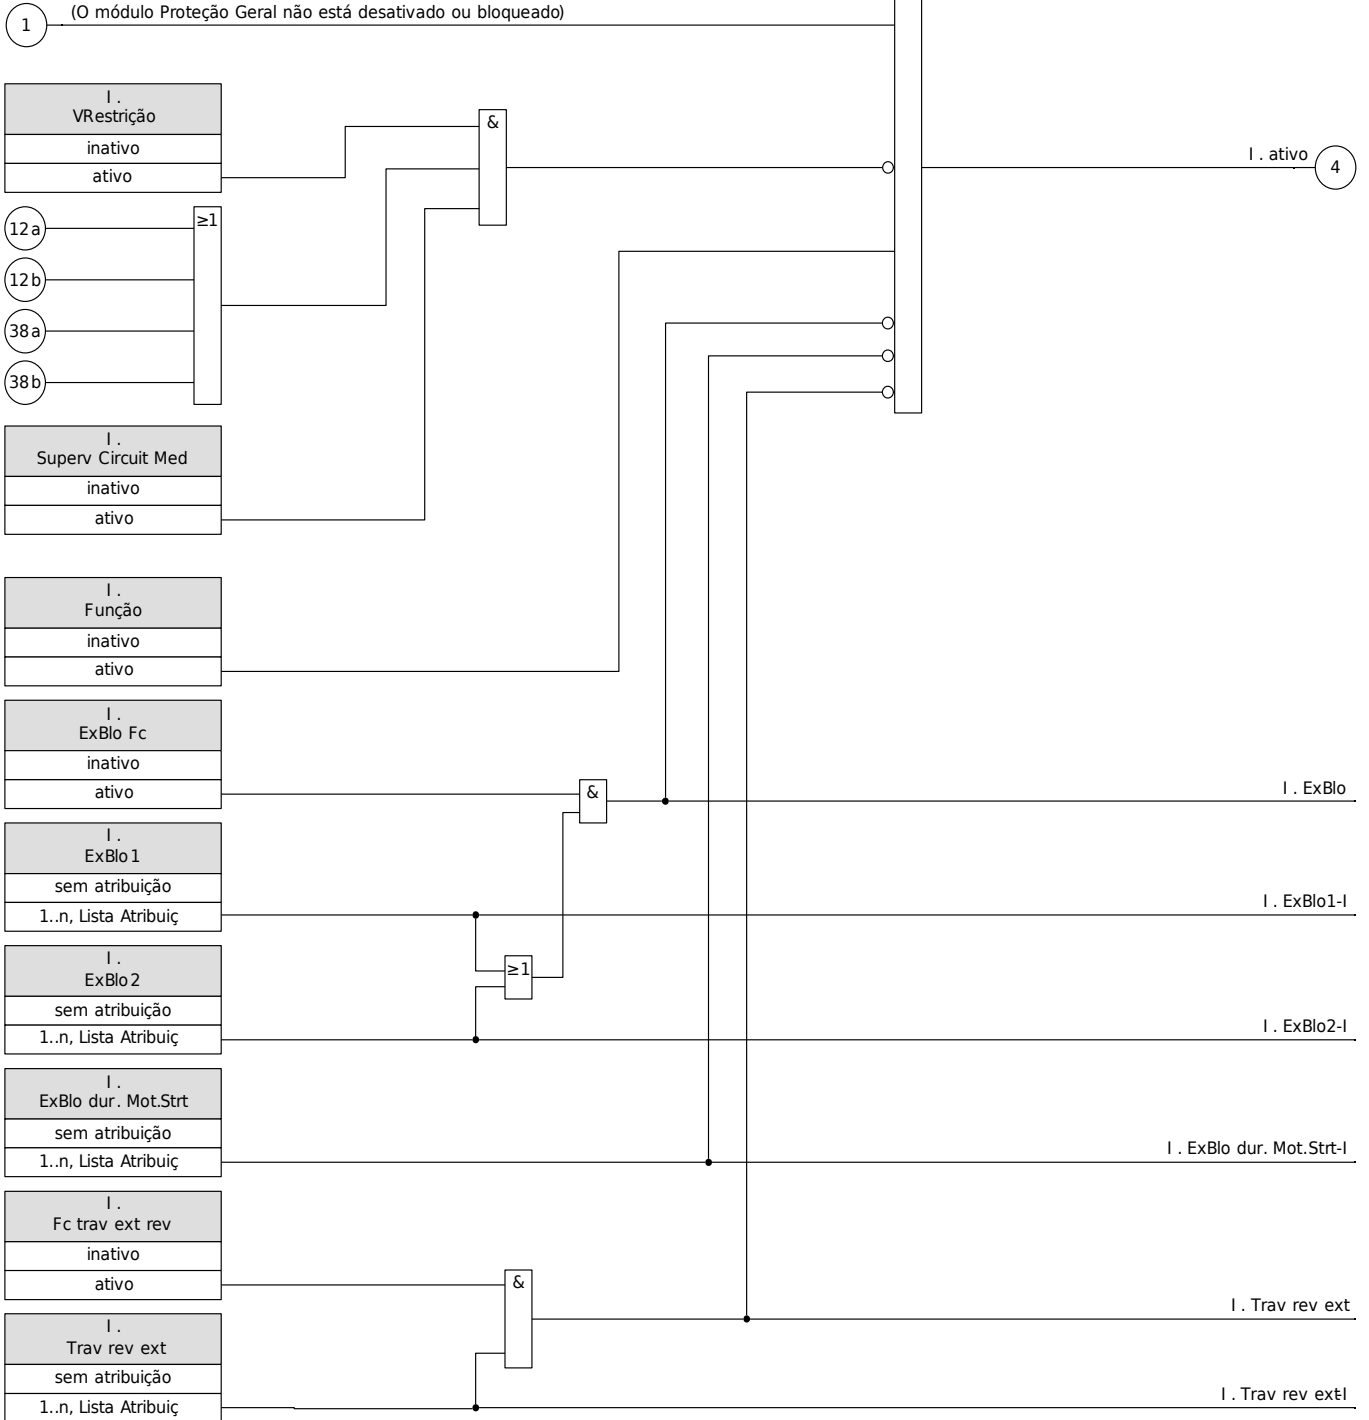 (O módulo Proteção Geral não está desativado ou bloqueado)
1
I .
VRestrição
inativo
ativo
&
I . ativo
4
12a
≥1
12b
38a
38b
I .
Superv Circuit Med
inativo
ativo
I .
Função
inativo
ativo
I .
ExBlo Fc
inativo
ativo
&
I . ExBlo
I .
ExBlo1
sem atribuição
1..n, Lista Atribuiç
I . ExBlo1-I
I .
ExBlo2
sem atribuição
1..n, Lista Atribuiç
≥1
I . ExBlo2-I
I .
ExBlo dur. Mot.Strt
sem atribuição
1..n, Lista Atribuiç
I . ExBlo dur. Mot.Strt-I
I .
Fc trav ext rev
inativo
ativo
&
I . Trav rev ext
I .
Trav rev ext
sem atribuição
1..n, Lista Atribuiç
I . Trav rev ext-I